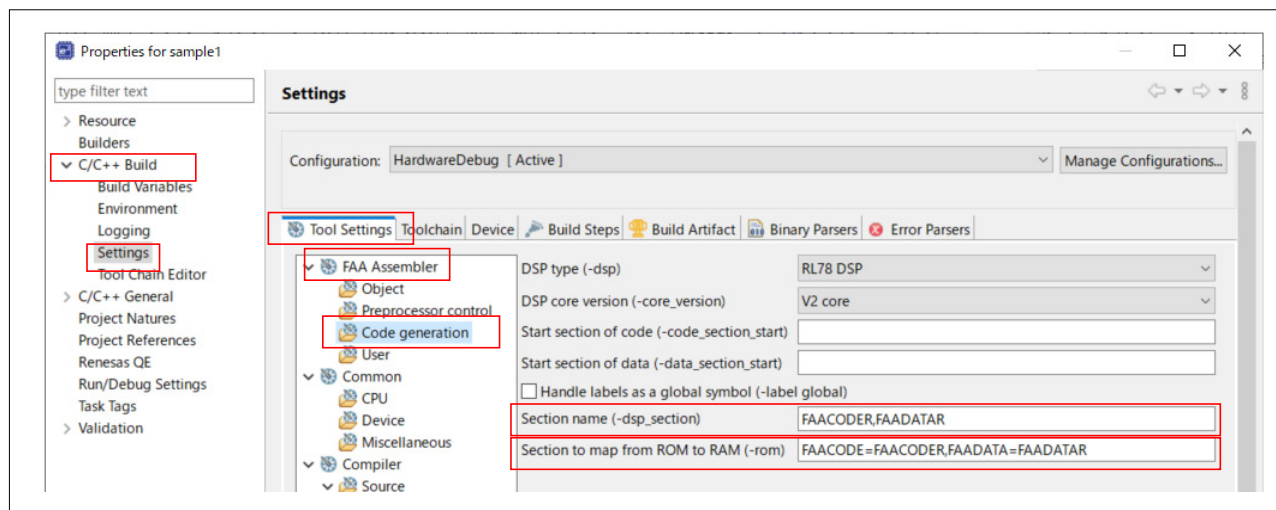 Properties for sample1
type filter text
Settings
Resource
Builders
C/C++ Build
Build Variables
Environment
Logging
Settings
Tool Chain Editor
C/C++ General
Project Natures
Project References
Renesas QE
Run/Debug Settings
Task Tags
Validation
Configuration: HardwareDebug [ Active ] Manage Configurations...
Tool Settings Toolchain Device Build Steps Build Artifact Binary Parsers Error Parsers
FAA Assembler
Object
Preprocessor control
Code generation
User
Common
CPU
Device
Miscellaneous
Compiler
Source
DSP type (-dsp) RL78 DSP
DSP core version (-core_version) V2 core
Start section of code (-code_section_start)
Start section of data (-data_section_start)
Handle labels as a global symbol (-label global)
Section name (-dsp_section) FAACODER,FAADATAR
Section to map from ROM to RAM (-rom) FAACODE=FAACODER,FAADATA=FAADATAR